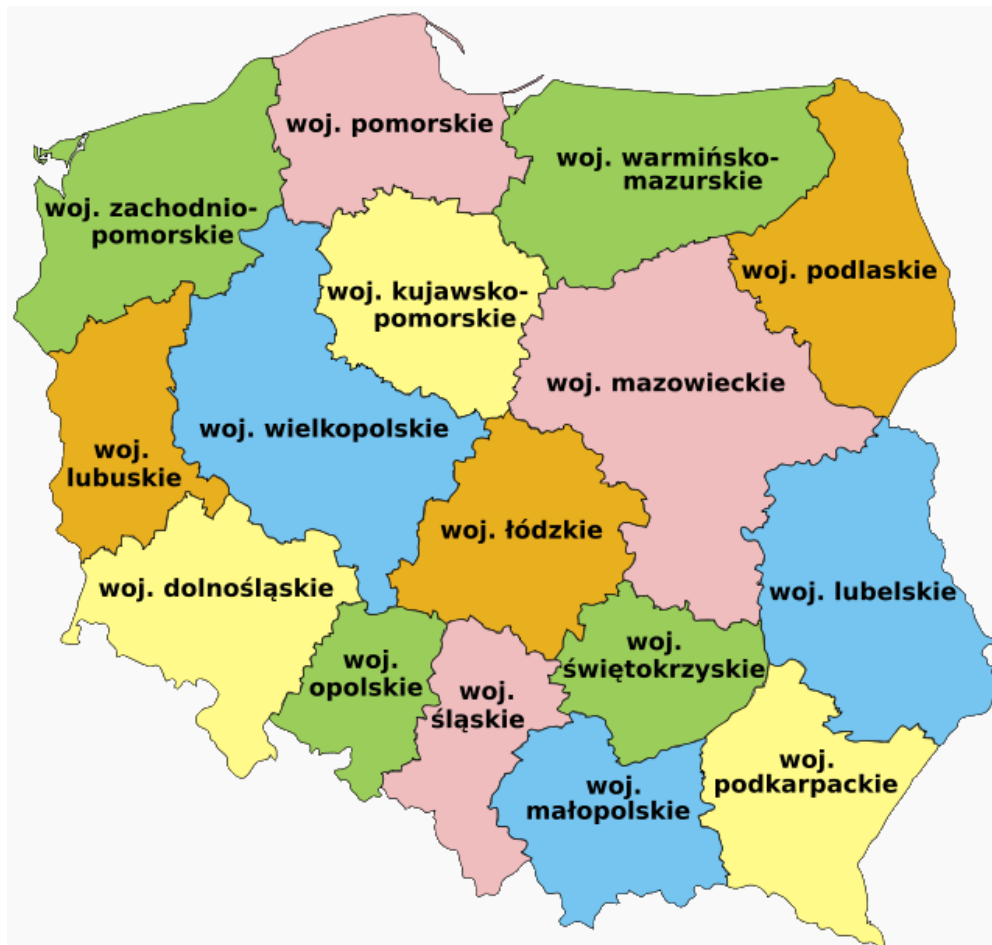 woj. pomorskie
woj. warmińsko-
mazurskie
woj. zachodnio-
pomorskie
woj. podlaskie
woj. kujawsko-
pomorskie
woj. mazowieckie
woj. wielkopolskie
woj.
lubuskie
woj. łódzkie
woj. dolnośląskie
woj. lubelskie
woj.
opolskie
woj.
śląskie
woj.
świętokrzyskie
woj.
małopolskie
woj.
podkarpackie